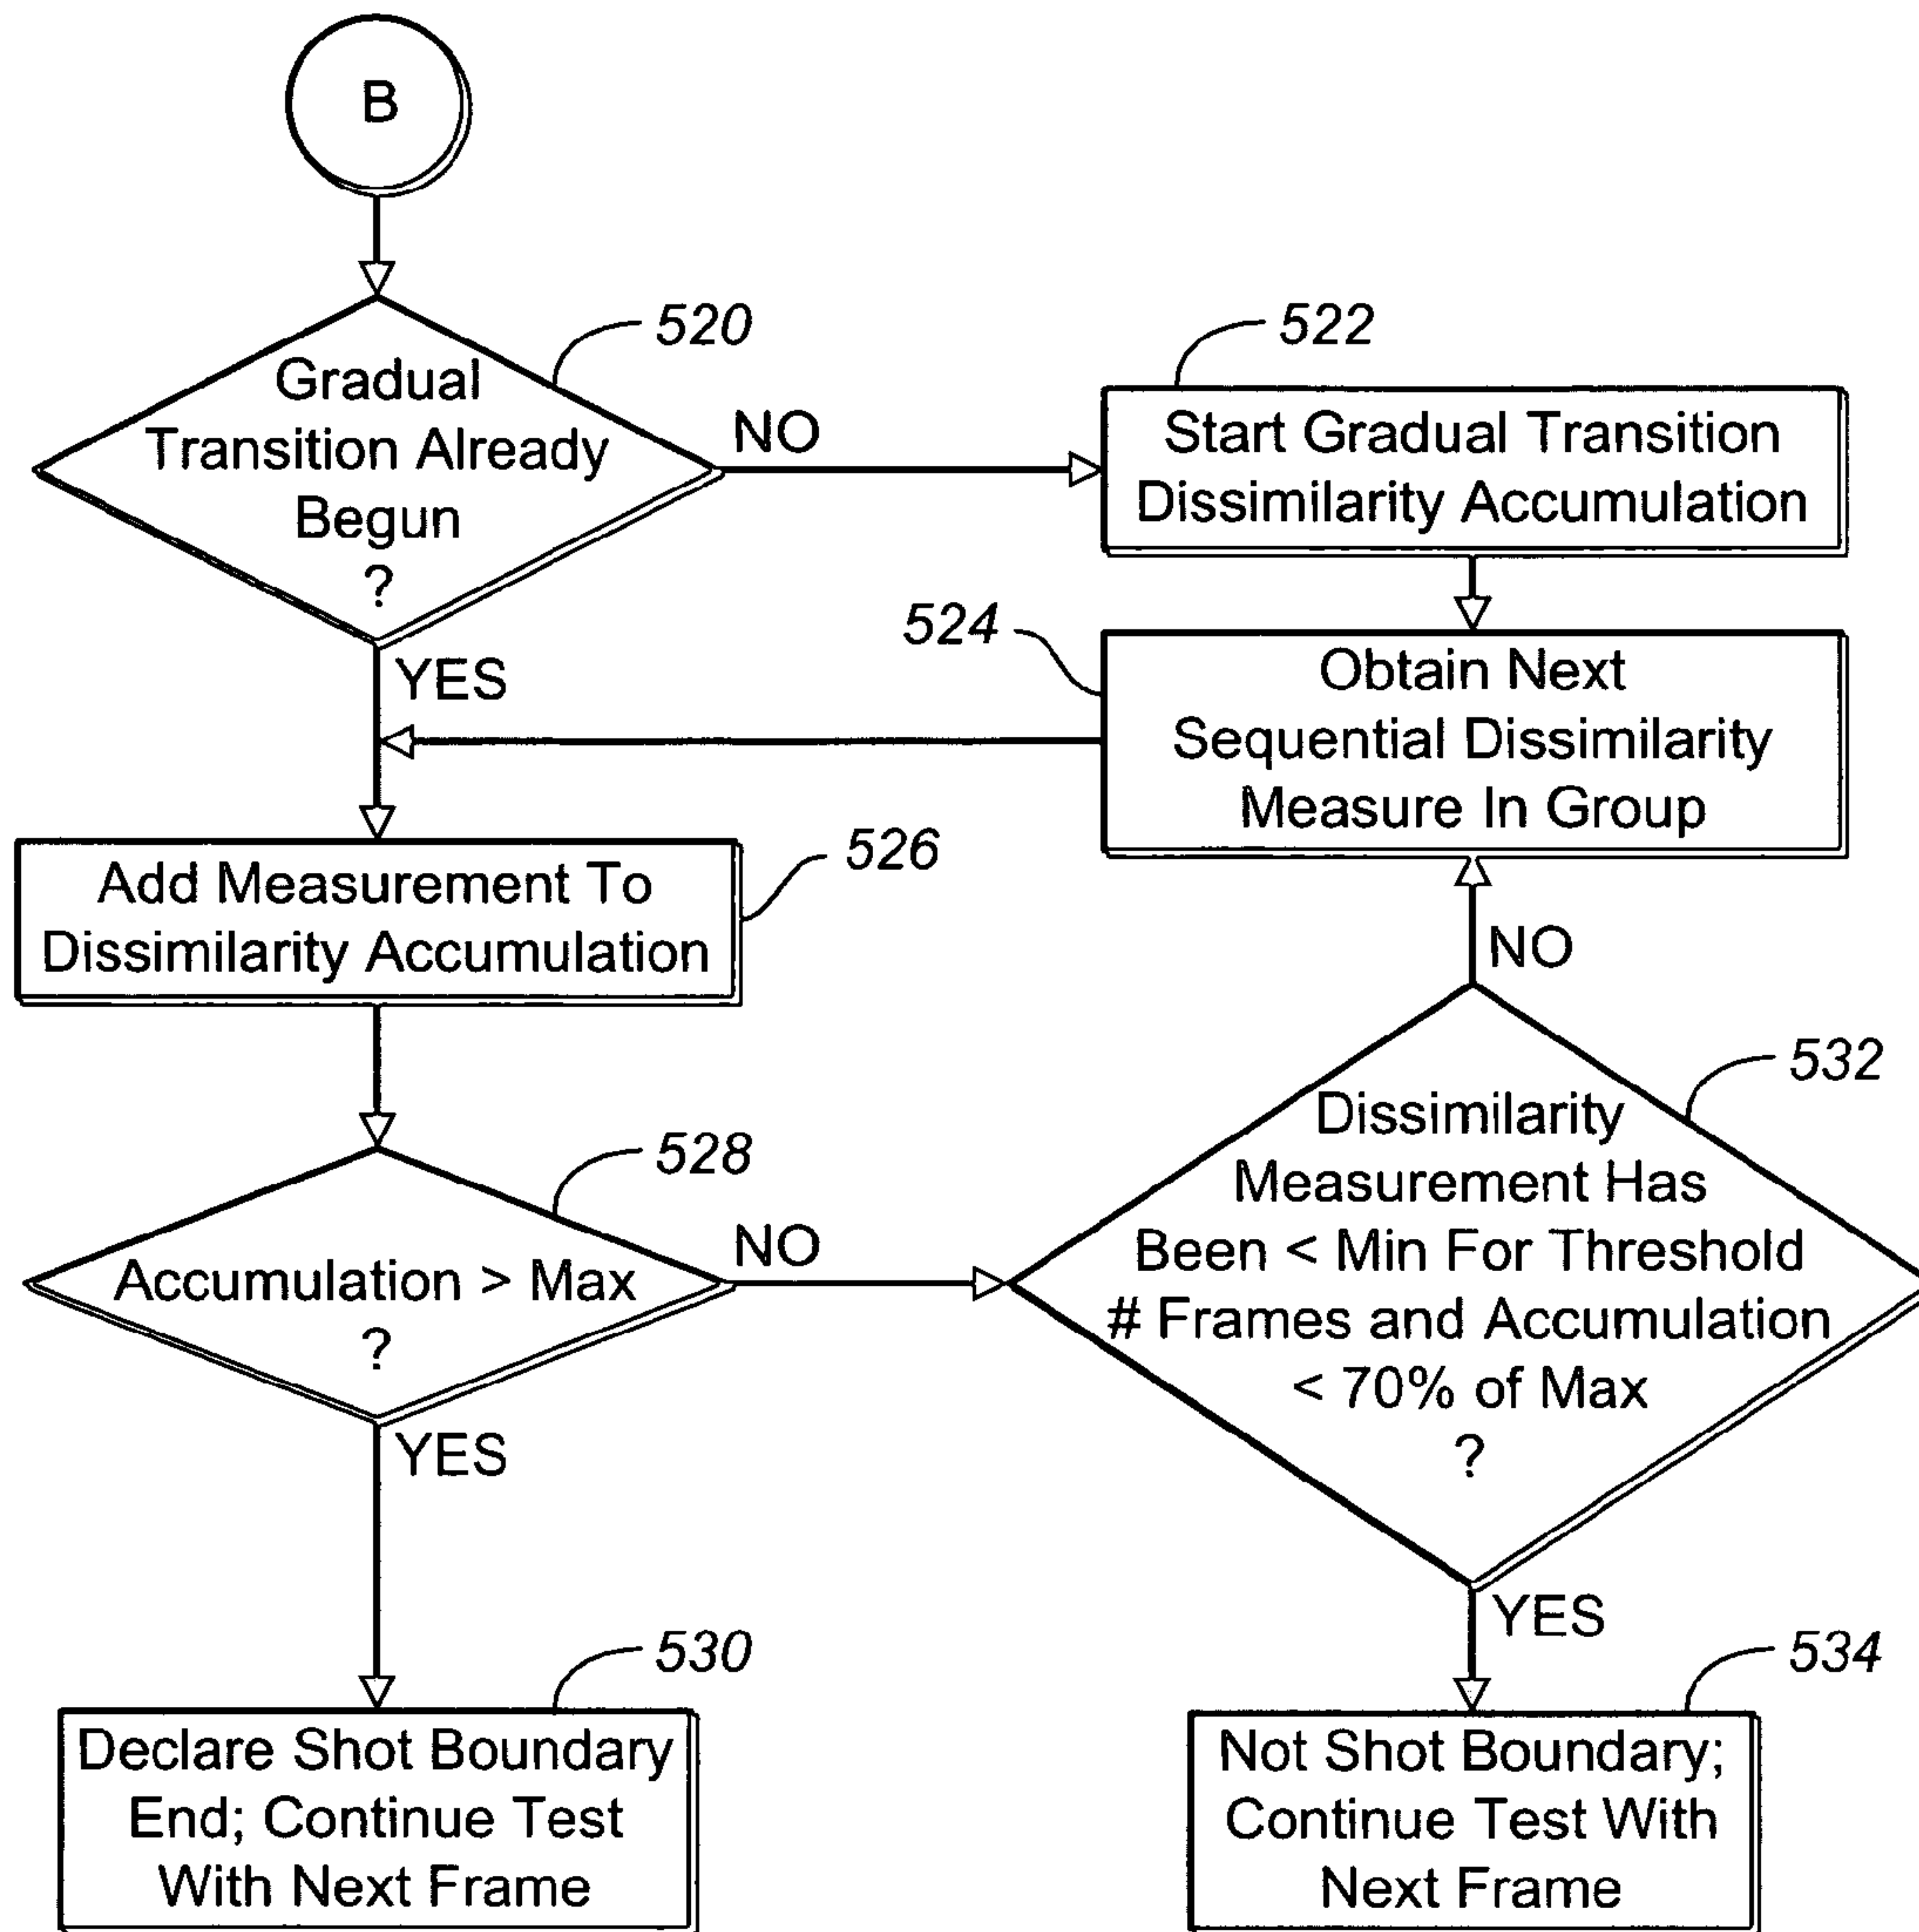 B
520
Gradual
Transition Already
Begun
?
NO
YES
522
Start Gradual Transition
Dissimilarity Accumulation
524
Obtain Next
Sequential Dissimilarity
Measure In Group
526
Add Measurement To
Dissimilarity Accumulation
528
Accumulation > Max
?
NO
YES
532
Dissimilarity
Measurement Has
Been < Min For Threshold
# Frames and Accumulation
< 70% of Max
?
NO
YES
530
Declare Shot Boundary
End; Continue Test
With Next Frame
534
Not Shot Boundary;
Continue Test With
Next Frame